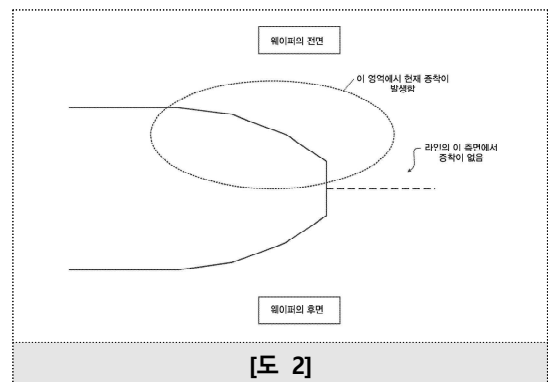 웨이퍼의 전면
이 영역에서 현재 증착이
발생함
라인의 이 측면에서
증착이 없음
웨이퍼의 후면
[도 2]